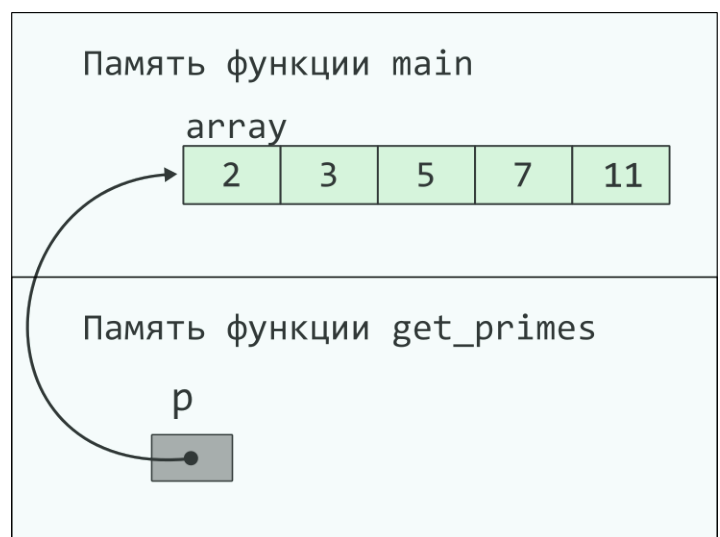 Память функции main
array
2 3 5 7 11
Память функции get_primes
p